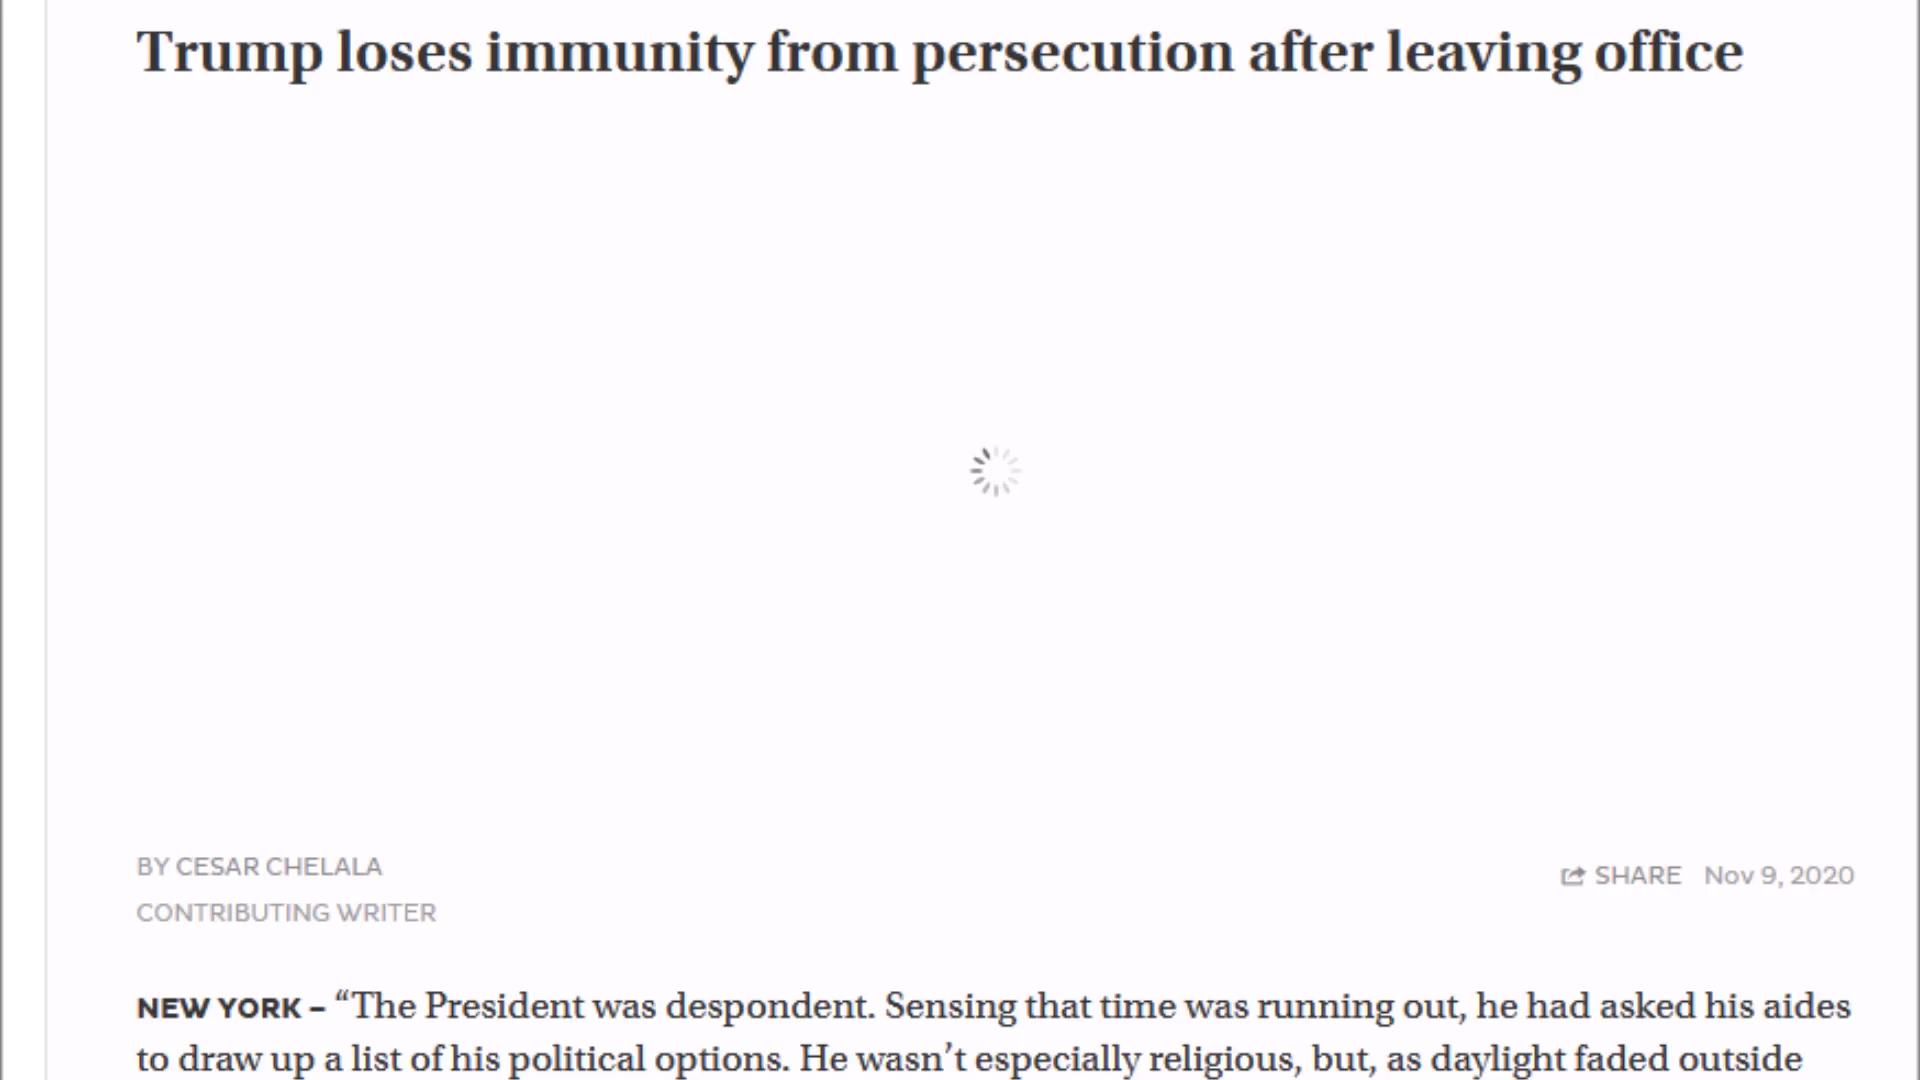 Trump loses immunity from persecution after leaving office
BY CESAR CHELALA
CONTRIBUTING WRITER
SHARE Nov 9, 2020
NEW YORK – “The President was despondent. Sensing that time was running out, he had asked his aides
to draw up a list of his political options. He wasn’t especially religious, but, as daylight faded outside